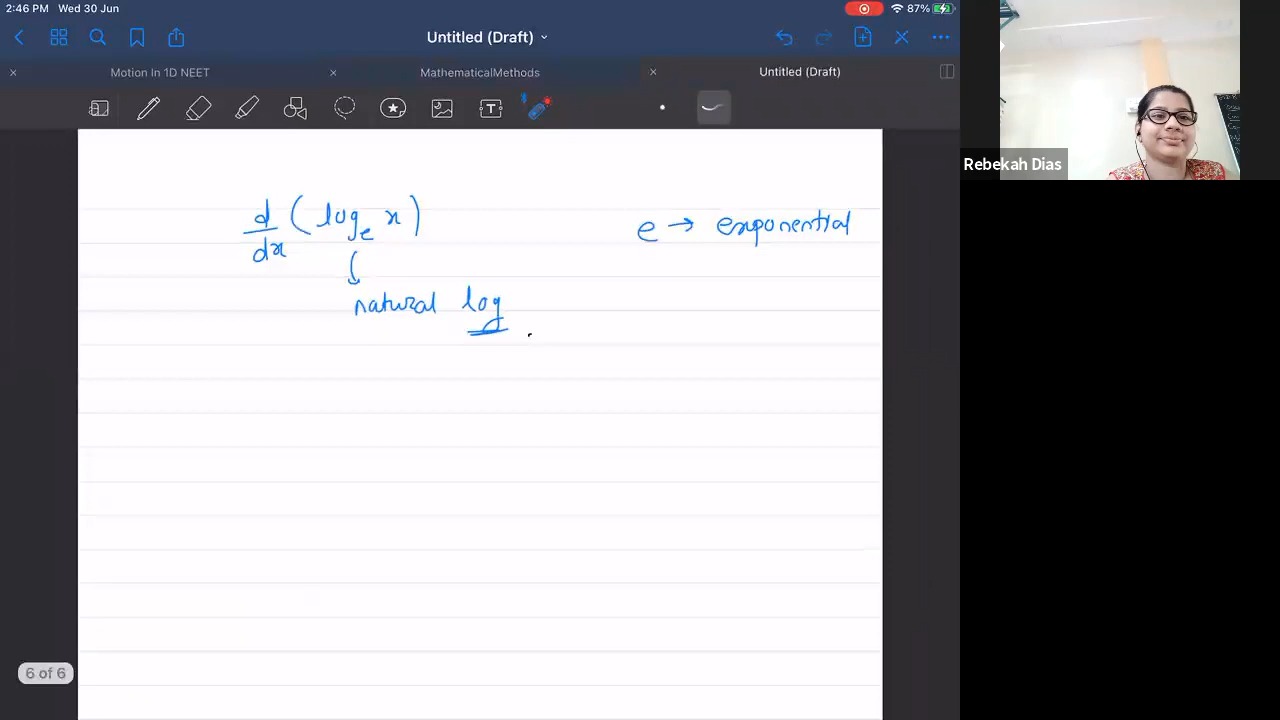 2:46 PM Wed 30 Jun
87%
Untitled (Draft)
Motion In 1D NEET
MathematicalMethods
Untitled (Draft)
T
Rebekah Dias
d/dx (logₑ x)
e → exponential
natural log
6 of 6